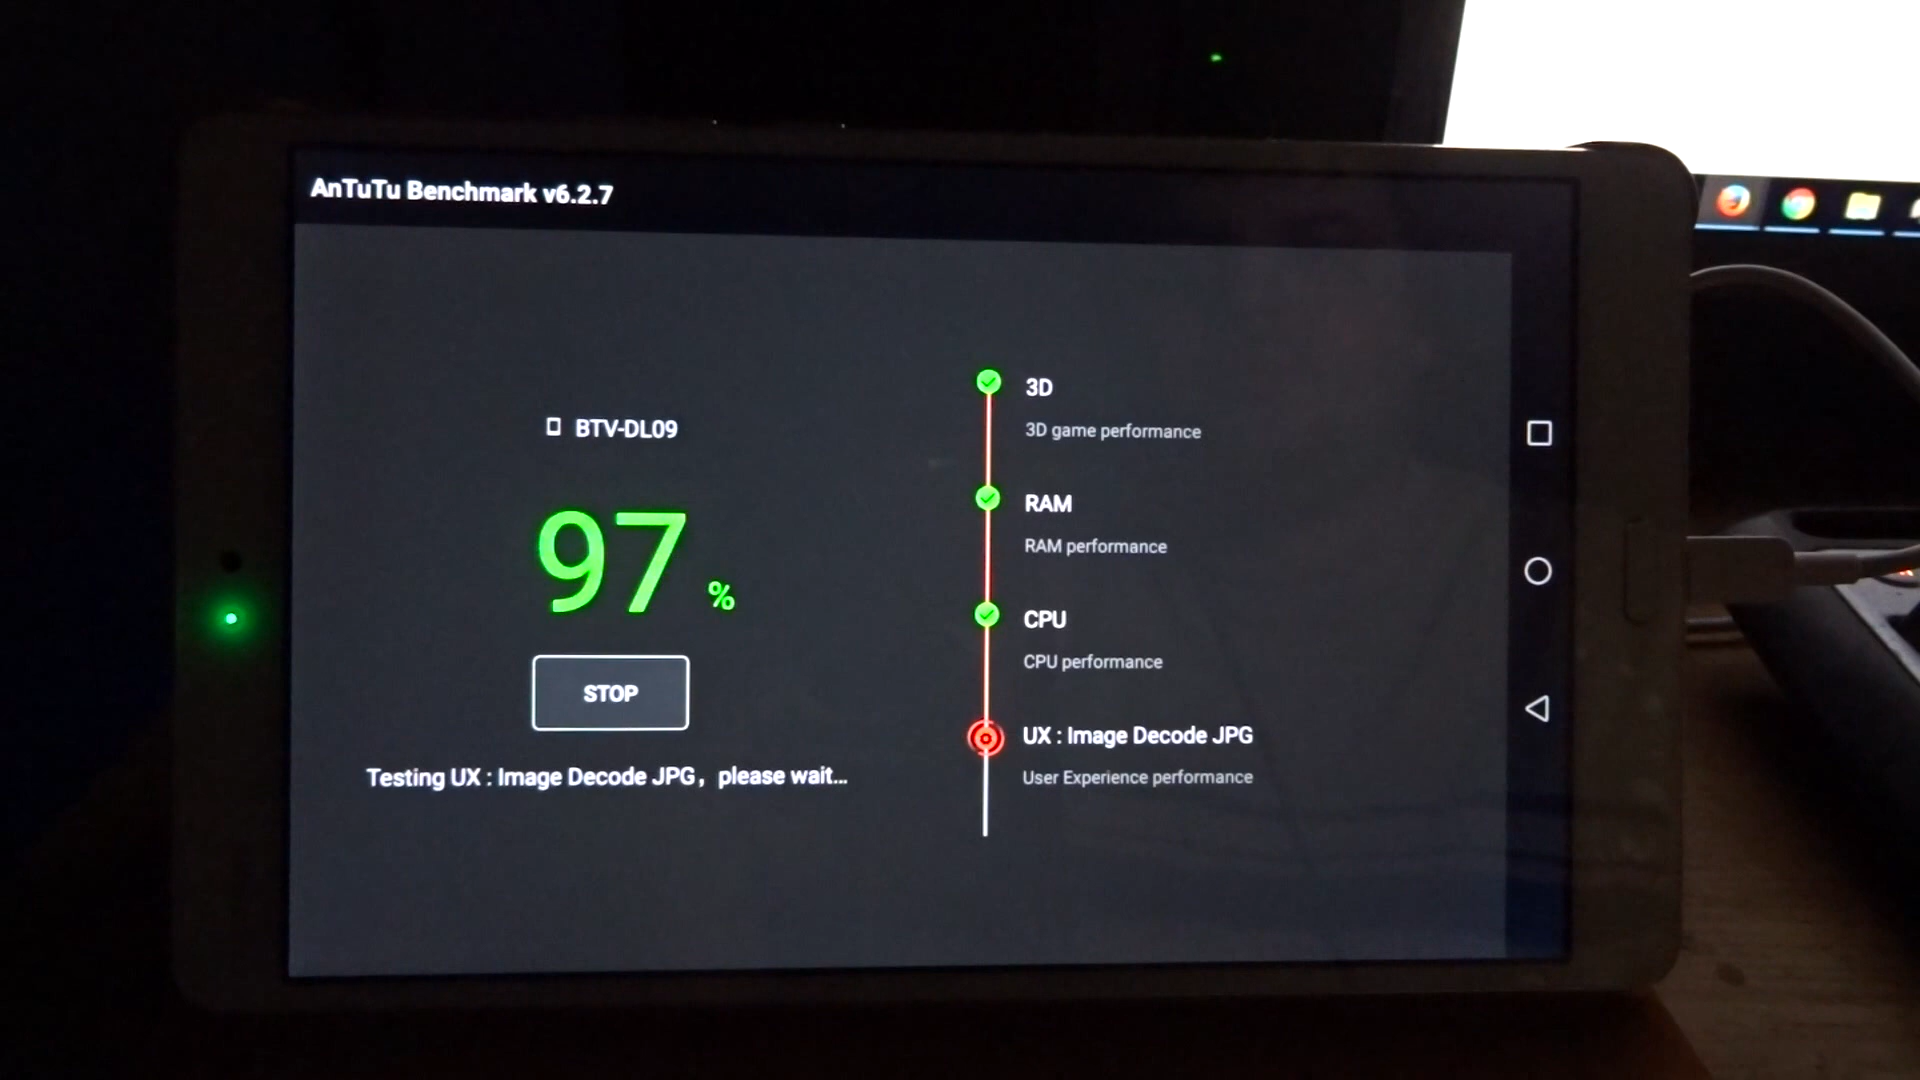 AnTuTu Benchmark v6.2.7
BTV-DL09
97 %
STOP
Testing UX : Image Decode JPG，please wait...
3D
3D game performance
RAM
RAM performance
CPU
CPU performance
UX : Image Decode JPG
User Experience performance